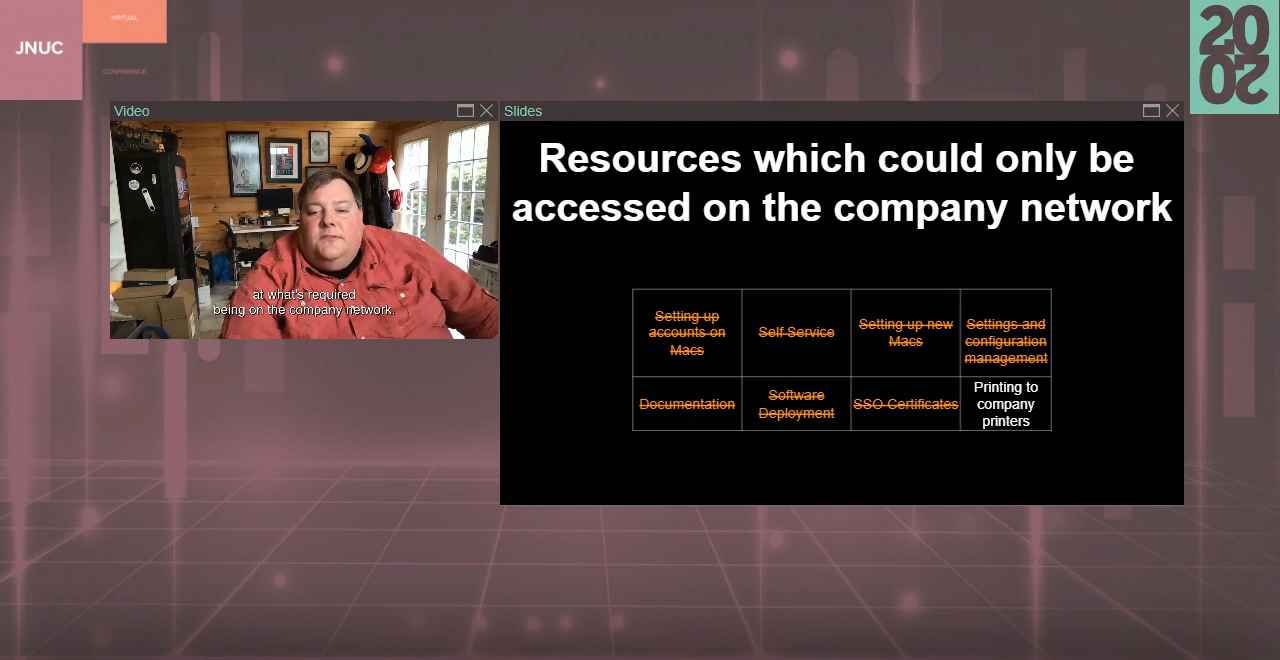 JNUC
VIRTUAL
CONFERENCE
20
20
Video
Slides
at what's required
being on the company network.
Resources which could only be
accessed on the company network
Setting up
accounts on
Macs
Self Service
Setting up new
Macs
Settings and
configuration
management
Documentation
Software
Deployment
SSO Certificates
Printing to
company
printers